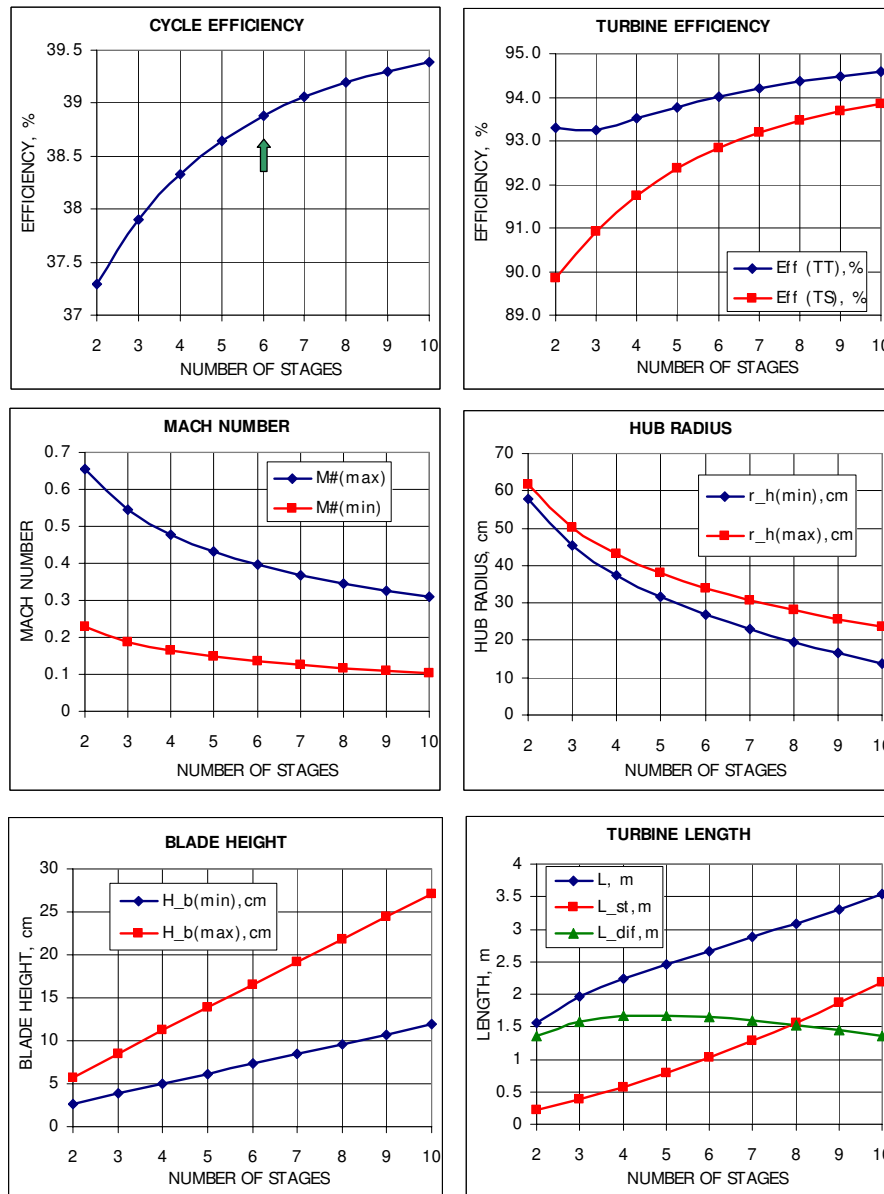 CYCLE EFFICIENCY
39.5
39
38.5
38
37.5
37
EFFICIENCY, %
2 3 4 5 6 7 8 9 10
NUMBER OF STAGES
TURBINE EFFICIENCY
95.0
94.0
93.0
92.0
91.0
90.0
89.0
EFFICIENCY, %
Eff (TT), %
Eff (TS), %
2 3 4 5 6 7 8 9 10
NUMBER OF STAGES
MACH NUMBER
0.7
0.6
0.5
0.4
0.3
0.2
0.1
0
MACH NUMBER
M#(max)
M#(min)
2 3 4 5 6 7 8 9 10
NUMBER OF STAGES
HUB RADIUS
70
60
50
40
30
20
10
0
HUB RADIUS, cm
r_h(min), cm
r_h(max), cm
2 3 4 5 6 7 8 9 10
NUMBER OF STAGES
BLADE HEIGHT
30
25
20
15
10
5
0
BLADE HEIGHT, cm
H_b(min), cm
H_b(max), cm
2 3 4 5 6 7 8 9 10
NUMBER OF STAGES
TURBINE LENGTH
4
3.5
3
2.5
2
1.5
1
0.5
0
LENGTH, m
L, m
L_st, m
L_dif, m
2 3 4 5 6 7 8 9 10
NUMBER OF STAGES